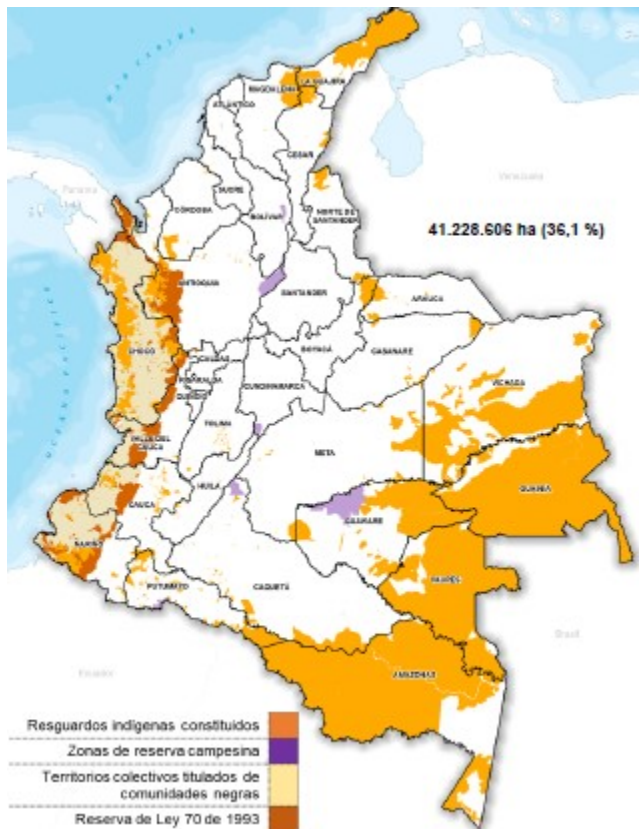 MAGDALENA
LA GUAJIRA
ATLÁNTICO
CESAR
SUCRE
Panamá
Venezuela
CÓRDOBA
BOLÍVAR
NORTE DE
SANTANDER
41.228.606 ha (36,1 %)
ANTIOQUIA
SANTANDER
ARAUCA
CHOCÓ
BOYACÁ
CASANARE
CALDAS
RISARALDA
CUNDINAMARCA
VICHADA
QUINDÍO
TOLIMA
VALLE DEL
CAUCA
META
GUAINÍA
HUILA
CAUCA
GUAVIARE
NARIÑO
VAUPÉS
PUTUMAYO
CAQUETÁ
Brasil
Ecuador
AMAZONAS
Resguardos indígenas constituidos
Zonas de reserva campesina
Territorios colectivos titulados de
comunidades negras
Reserva de Ley 70 de 1993